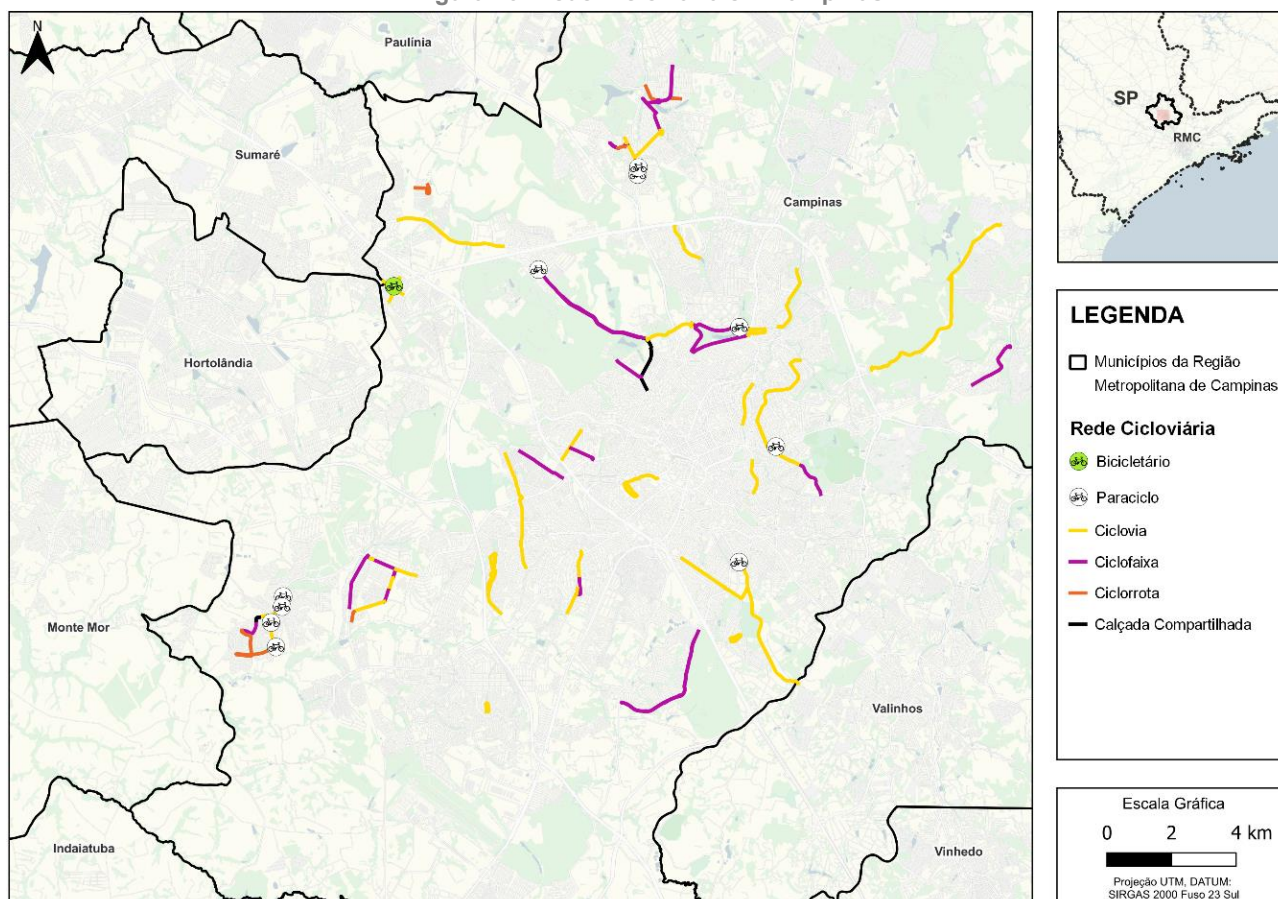 N
Paulínia
Sumaré
Campinas
Hortolândia
Monte Mor
Valinhos
Indaiatuba
Vinhedo
SP
RMC
LEGENDA
Municípios da Região
Metropolitana de Campinas
Rede Cicloviária
Bicicletário
Paraciclo
Ciclovia
Ciclofaixa
Ciclorrota
Calçada Compartilhada
Escala Gráfica
0 2 4 km
Projeção UTM, DATUM:
SIRGAS 2000 Fuso 23 Sul